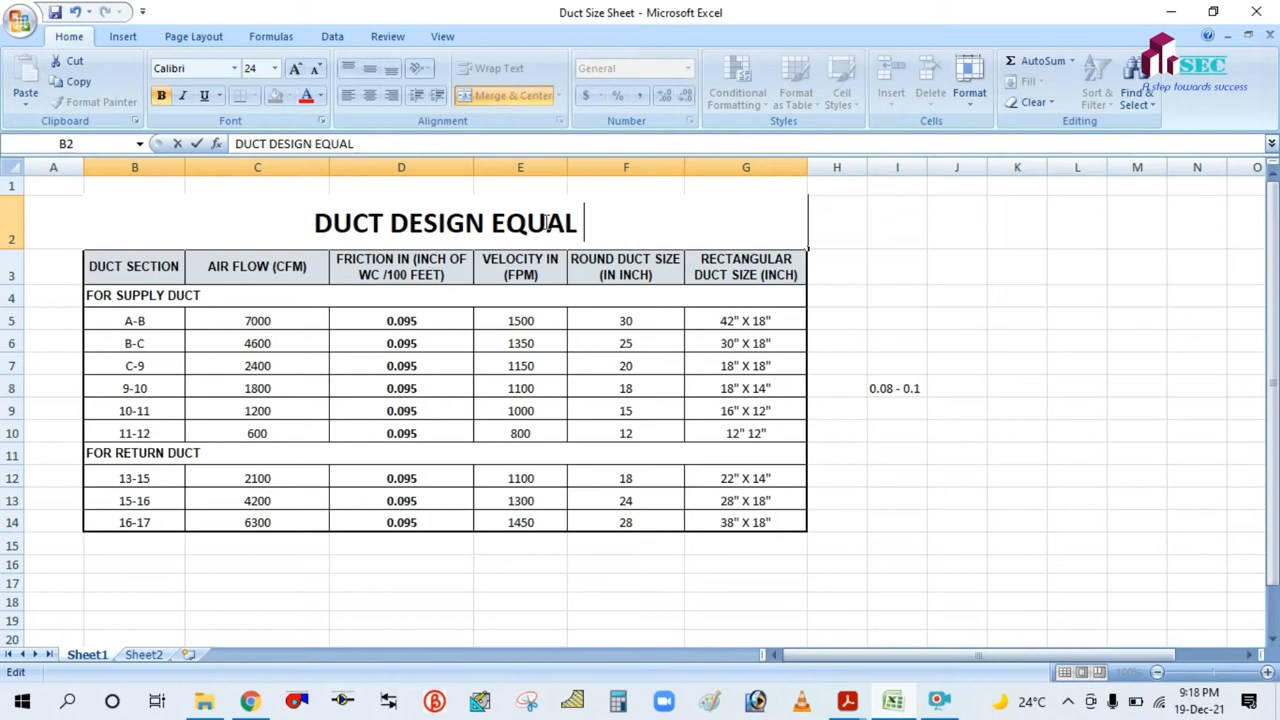 Duct Size Sheet - Microsoft Excel
Home Insert Page Layout Formulas Data Review View
Cut
Copy
Format Painter
Paste
Clipboard
Calibri 24
B I U
Font
Wrap Text
Merge & Center
Alignment
General
$ % ,
Number
Conditional Formatting
Format as Table
Cell Styles
Styles
Insert Delete Format
Cells
Σ AutoSum
Fill
Clear
Sort & Filter
Find & Select
Editing
SEC
A step towards success
B2 fx DUCT DESIGN EQUAL
A B C D E F G H I J K L M N O
1
2 DUCT DESIGN EQUAL
3 DUCT SECTION AIR FLOW (CFM) FRICTION IN (INCH OF WC /100 FEET) VELOCITY IN (FPM) ROUND DUCT SIZE (IN INCH) RECTANGULAR DUCT SIZE (INCH)
4 FOR SUPPLY DUCT
5 A-B 7000 0.095 1500 30 42" X 18"
6 B-C 4600 0.095 1350 25 30" X 18"
7 C-9 2400 0.095 1150 20 18" X 18"
8 9-10 1800 0.095 1100 18 18" X 14" 0.08 - 0.1
9 10-11 1200 0.095 1000 15 16" X 12"
10 11-12 600 0.095 800 12 12" 12"
11 FOR RETURN DUCT
12 13-15 2100 0.095 1100 18 22" X 14"
13 15-16 4200 0.095 1300 24 28" X 18"
14 16-17 6300 0.095 1450 28 38" X 18"
15
16
17
18
19
20
Sheet1 Sheet2
Edit 100%
24°C 9:18 PM
19-Dec-21